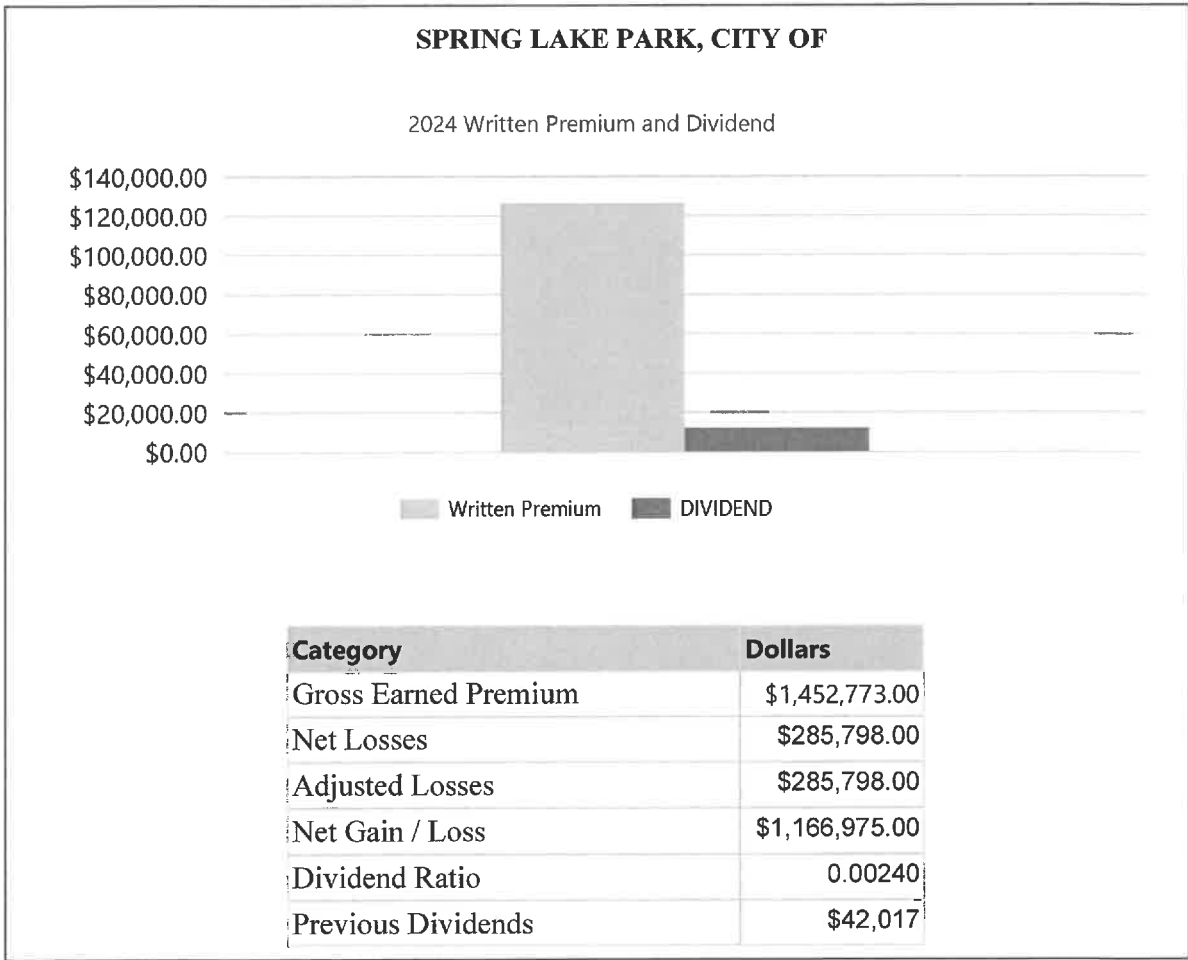 SPRING LAKE PARK, CITY OF
2024 Written Premium and Dividend
$140,000.00
$120,000.00
$100,000.00
$80,000.00
$60,000.00
$40,000.00
$20,000.00
$0.00
Written Premium DIVIDEND
Category Dollars
Gross Earned Premium $1,452,773.00
Net Losses $285,798.00
Adjusted Losses $285,798.00
Net Gain / Loss $1,166,975.00
Dividend Ratio 0.00240
Previous Dividends $42,017